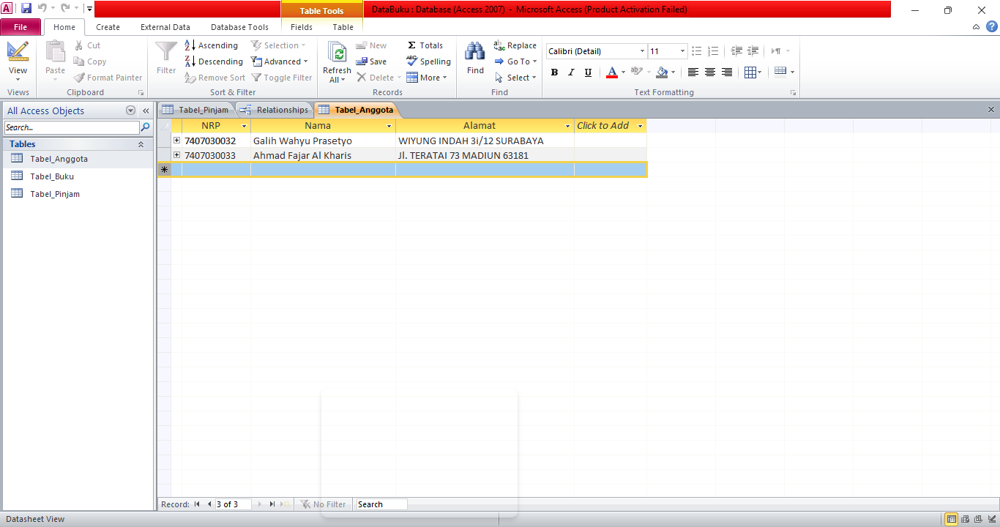 Table Tools
DataBuku : Database (Access 2007) - Microsoft Access (Product Activation Failed)
File Home Create External Data Database Tools Fields Table
View
Views
Paste
Cut
Copy
Format Painter
Clipboard
Filter
Ascending
Descending
Remove Sort
Selection
Advanced
Toggle Filter
Sort & Filter
Refresh
All
New
Save
Delete
Totals
Spelling
More
Records
Find
Replace
Go To
Select
Find
Calibri (Detail) 11
B I U
Text Formatting
All Access Objects
Search...
Tables
Tabel_Anggota
Tabel_Buku
Tabel_Pinjam
Tabel_Pinjam Relationships Tabel_Anggota
NRP Nama Alamat Click to Add
7407030032 Galih Wahyu Prasetyo WIYUNG INDAH 3i/12 SURABAYA
7407030033 Ahmad Fajar Al Kharis Jl. TERATAI 73 MADIUN 63181
Record: 3 of 3 No Filter Search
Datasheet View